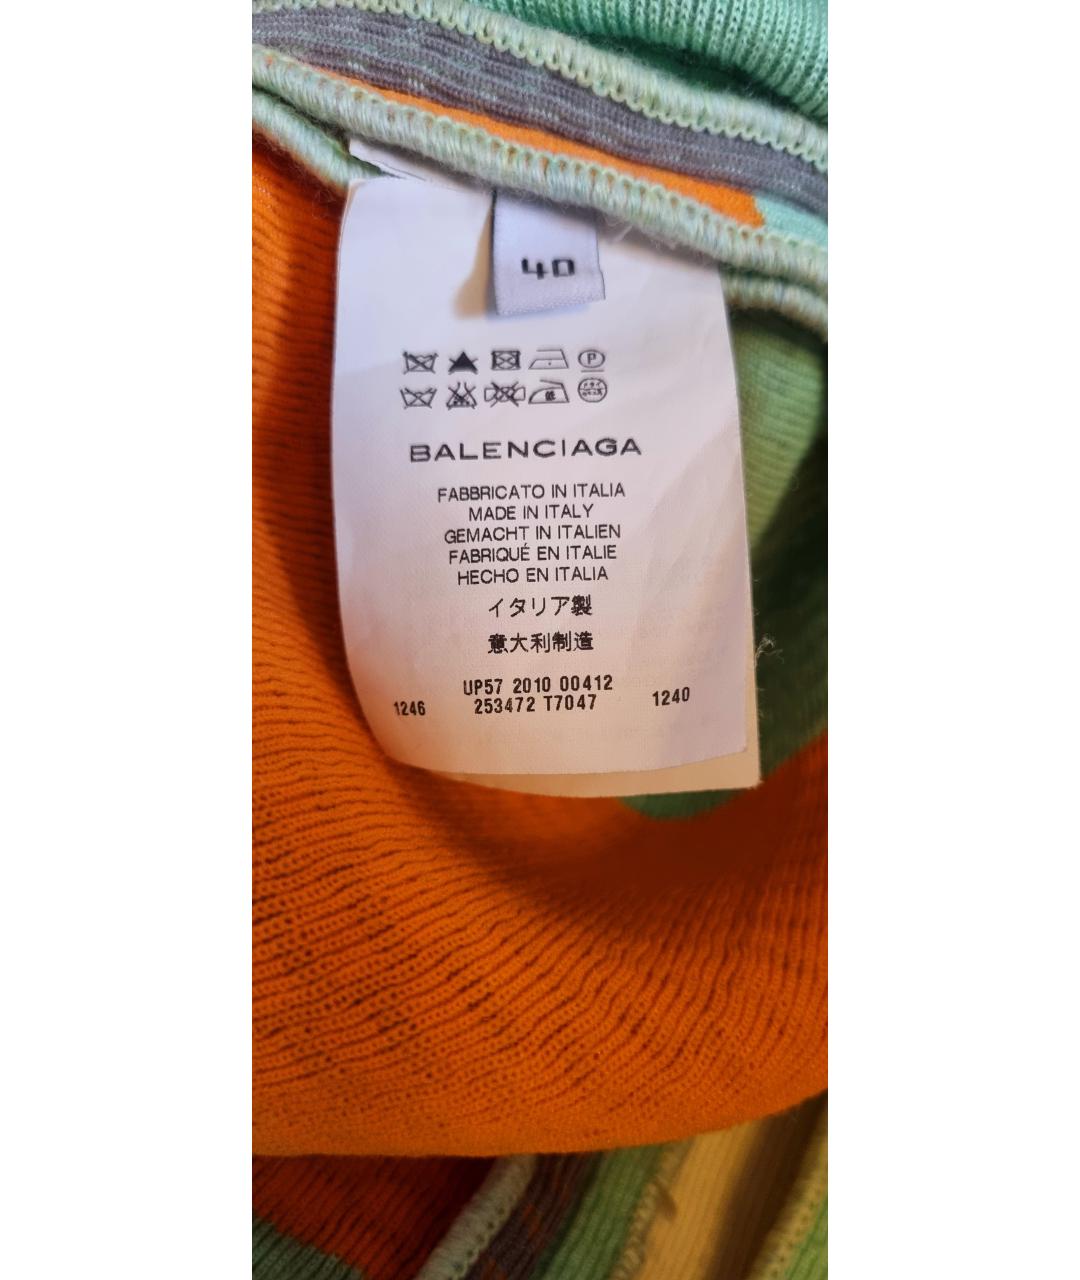 40
P
BALENCIAGA
FABBRICATO IN ITALIA
MADE IN ITALY
GEMACHT IN ITALIEN
FABRIQUÉ EN ITALIE
HECHO EN ITALIA
イタリア製
意大利制造
UP57 2010 00412
1246 253472 T7047 1240